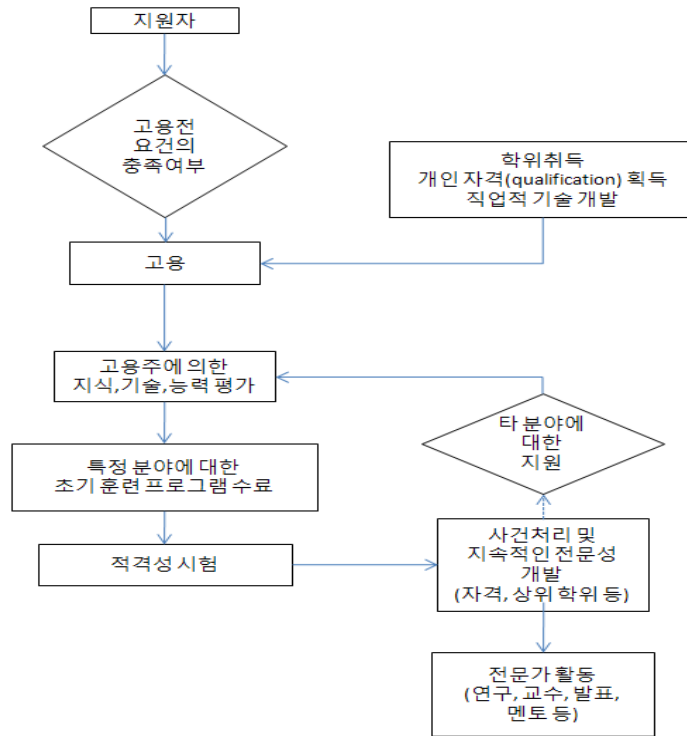 지원자
고용전
요건의
충족여부
학위취득
개인 자격(qualification) 획득
직업적 기술 개발
고용
고용주에 의한
지식,기술,능력 평가
타 분야에
대한
지원
특정 분야에 대한
초기 훈련 프로그램 수료
적격성 시험
사건처리 및
지속적인 전문성
개발
(자격, 상위 학위 등)
전문가 활동
(연구, 교수, 발표,
멘토 등)